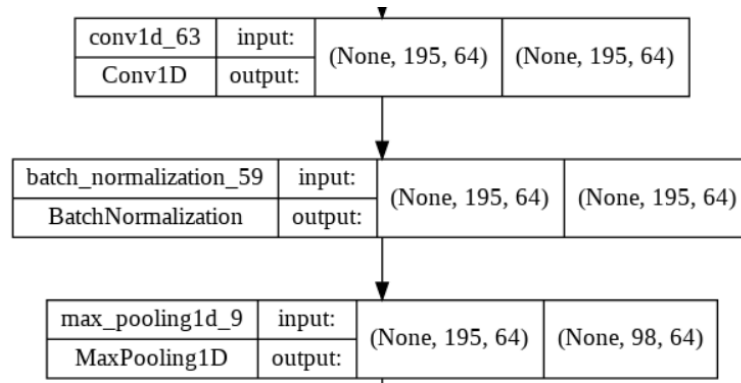 conv1d_63 input: (None, 195, 64) (None, 195, 64)
Conv1D output:
batch_normalization_59 input: (None, 195, 64) (None, 195, 64)
BatchNormalization output:
max_pooling1d_9 input: (None, 195, 64) (None, 98, 64)
MaxPooling1D output: